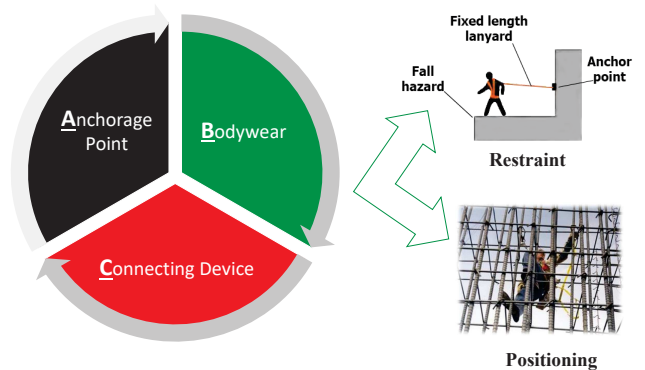 Anchorage
Point
Bodywear
Connecting Device
Fixed length
lanyard
Anchor
point
Fall
hazard
Restraint
Positioning